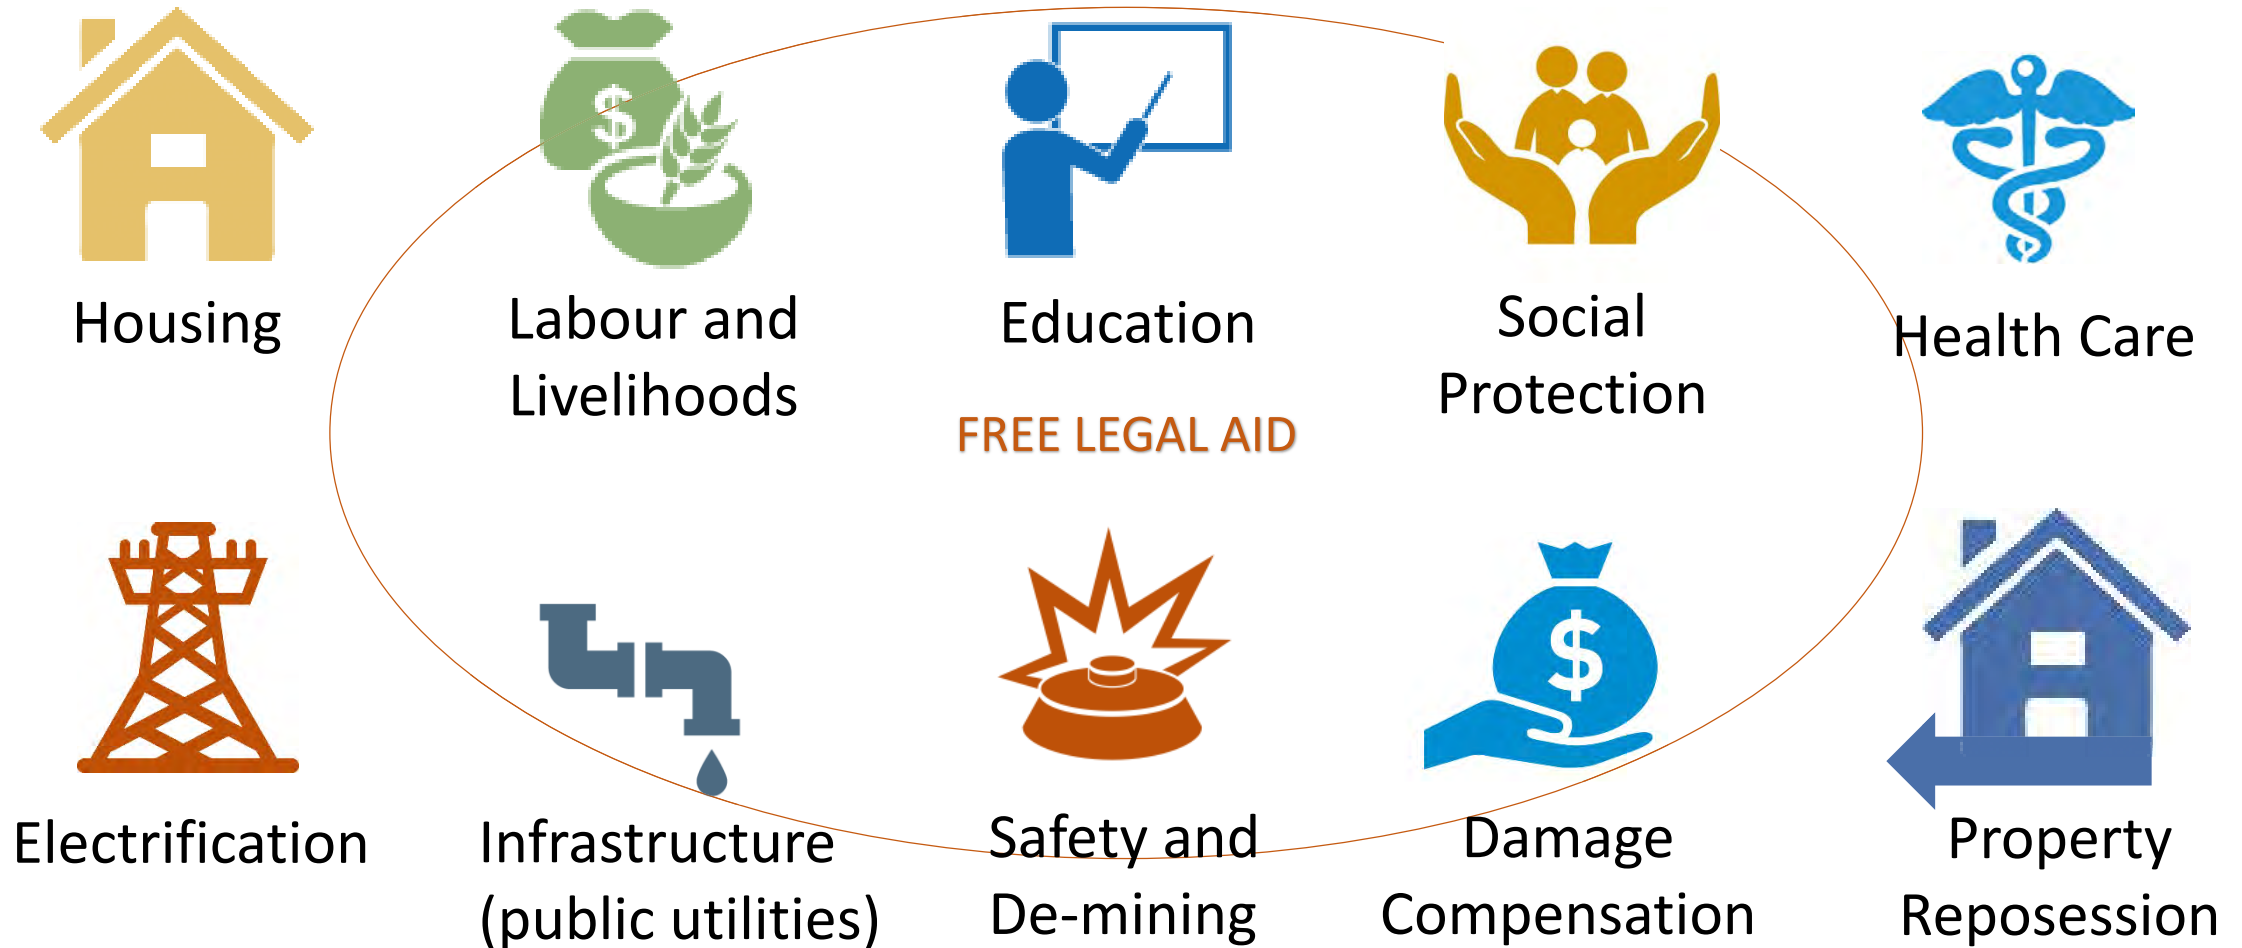 $
Housing
Labour and
Livelihoods
Education
Social
Protection
Health Care
FREE LEGAL AID
$
Electrification
Infrastructure
(public utilities)
Safety and
De-mining
Damage
Compensation
Property
Reposession